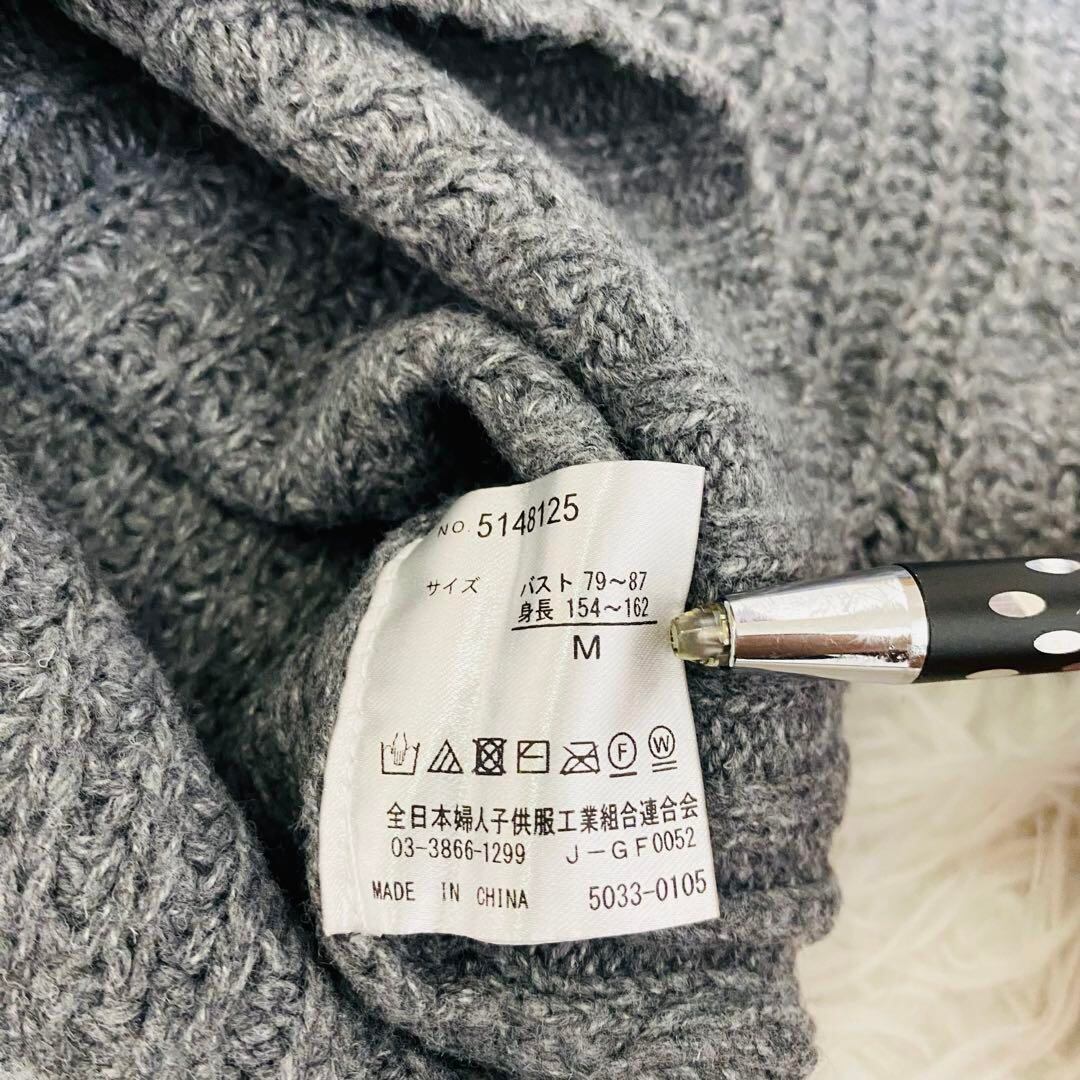 NO. 5148125
サイズ バスト 79〜87
身長 154〜162
M
F W
全日本婦人子供服工業組合連合会
03-3866-1299 J-GF0052
MADE IN CHINA 5033-0105